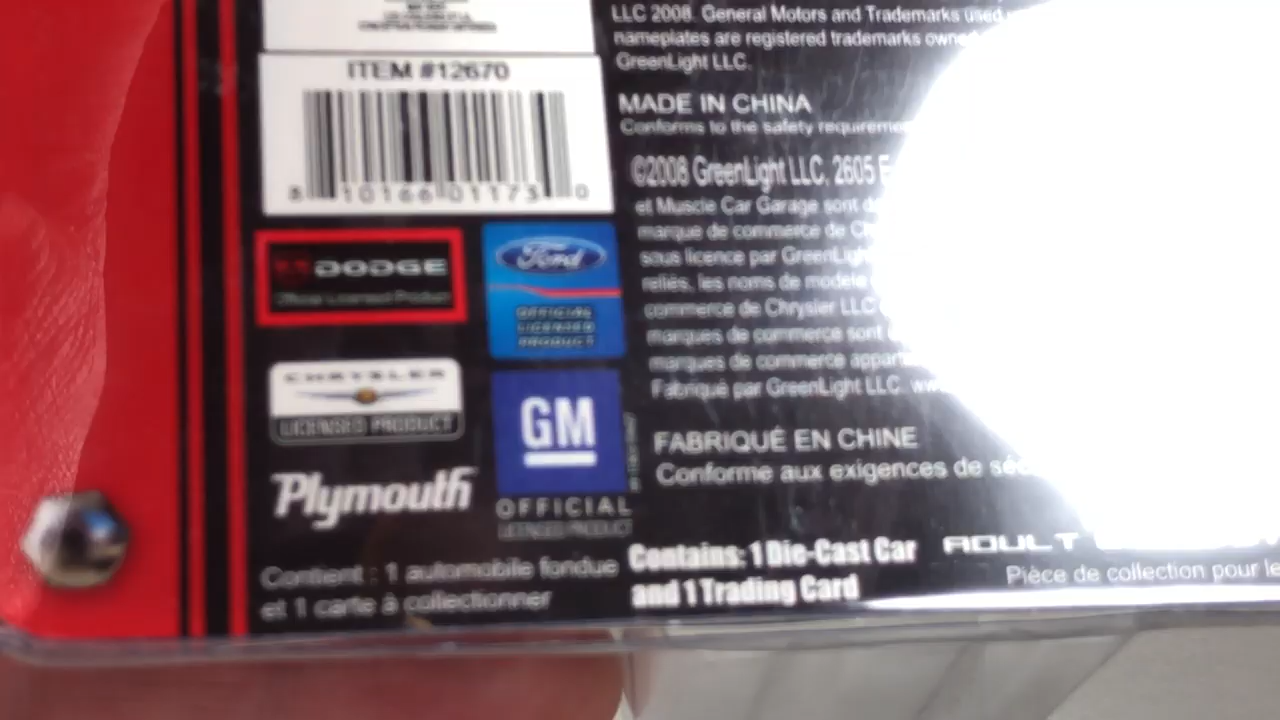 ITEM #12670
8 10166 01173 0
DODGE
Official Licensed Product
Ford
OFFICIAL
LICENSED
PRODUCT
CHRYSLER
LICENSED PRODUCT
GM
OFFICIAL
LICENSED PRODUCT
Plymouth
Contient : 1 automobile fondue
et 1 carte à collectionner
LLC 2008. General Motors and Trademarks used
nameplates are registered trademarks owned
GreenLight LLC.
MADE IN CHINA
Conforms to the safety requireme
©2008 GreenLight LLC, 2605 E
et Muscle Car Garage sont d
marque de commerce de Ch
sous licence par GreenLigh
reliés, les noms de modèle
commerce de Chrysler LLC
marques de commerce sont
marques de commerce appart
Fabriqué par GreenLight LLC. ww
FABRIQUÉ EN CHINE
Conforme aux exigences de séc
Contains: 1 Die-Cast Car
and 1 Trading Card
ADULT
Pièce de collection pour le